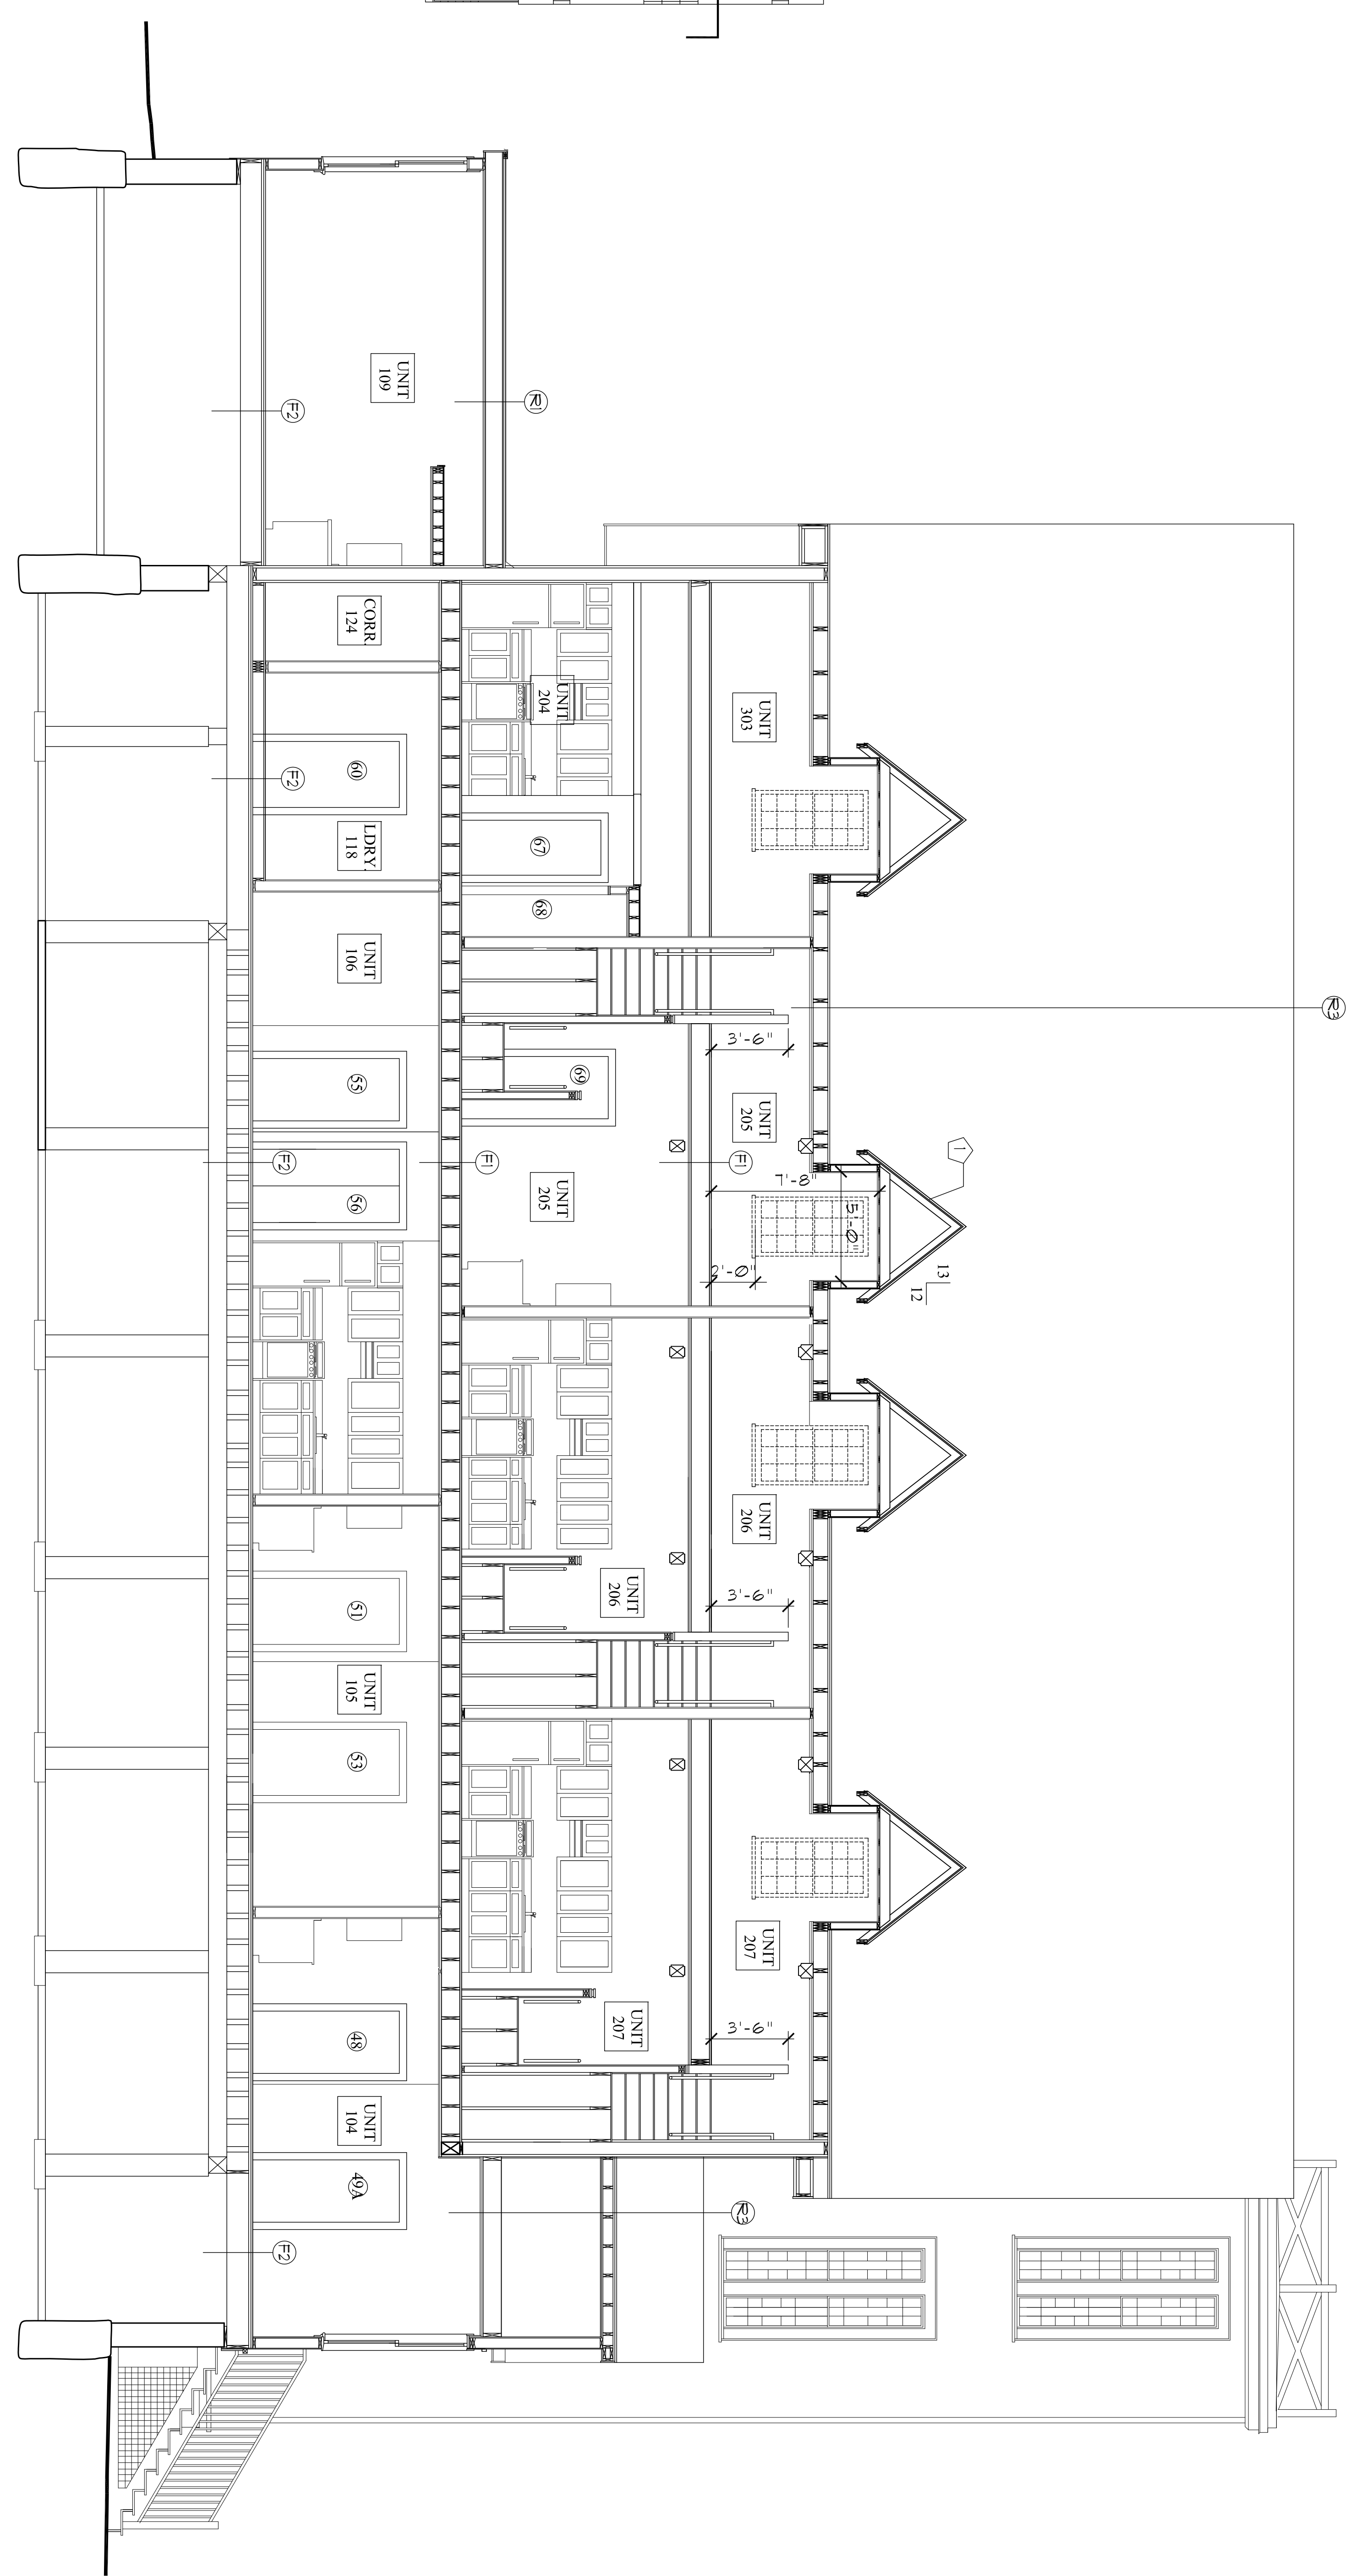 R3
1
13
12
UNIT
303
3'-6"
UNIT
205
7'-8"
5'-0"
2'-0"
UNIT
206
3'-6"
UNIT
207
3'-6"
R3
F1
R1
UNIT
204
67
68
69
UNIT
205
UNIT
206
UNIT
207
F1
UNIT
109
CORR.
124
60
LDRY.
118
UNIT
106
55
56
51
UNIT
105
53
48
UNIT
104
49A
F2
F2
F2
F2